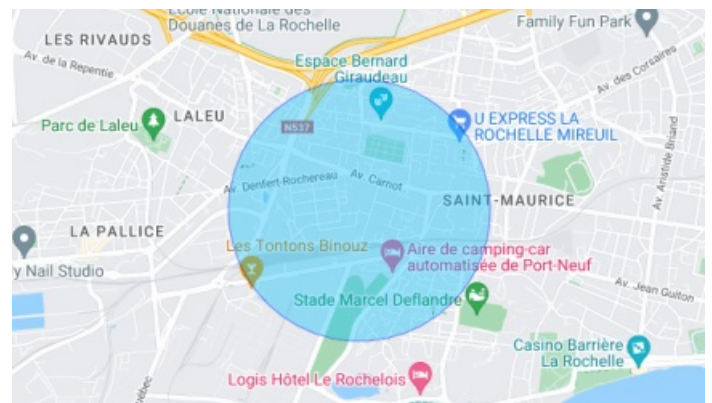 École Nationale des
Douanes de La Rochelle
Family Fun Park
LES RIVAUDS
Av. de la Repentie
Espace Bernard
Giraudeau
Av. des Corsaires
LALEU
Parc de Laleu
N537
U EXPRESS LA
ROCHELLE MIREUIL
Av. Aristide Briand
Av. Denfert-Rochereau
Av. Carnot
SAINT-MAURICE
LA PALLICE
Les Tontons Binouz
y Nail Studio
Aire de camping-car
automatisée de Port-Neuf
Av. Jean Guiton
Stade Marcel Deflandre
Casino Barrière
La Rochelle
Logis Hôtel Le Rochelois